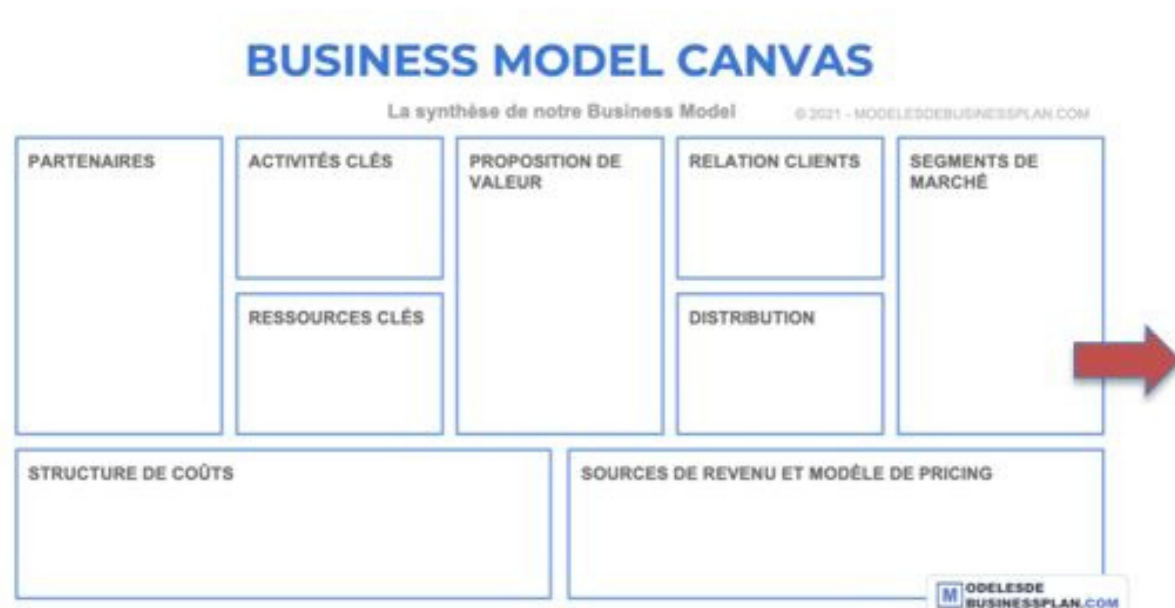 BUSINESS MODEL CANVAS
La synthèse de notre Business Model
© 2021 - MODELESDEBUSINESSPLAN.COM
PARTENAIRES
ACTIVITÉS CLÉS
PROPOSITION DE
VALEUR
RELATION CLIENTS
SEGMENTS DE
MARCHÉ
RESSOURCES CLÉS
DISTRIBUTION
STRUCTURE DE COÛTS
SOURCES DE REVENU ET MODÈLE DE PRICING
M ODELESDE
BUSINESSPLAN.COM